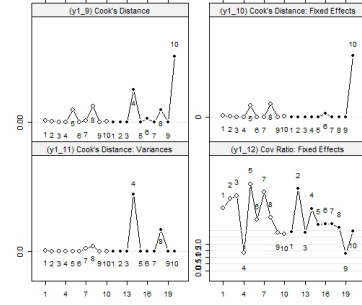 (y1_9) Cook's Distance
(y1_10) Cook's Distance: Fixed Effects
10
10
4
0.00
0
5
8
5
8
6
1 2 3 4 6 7 9 10 1 2 3 5 6 7 8 9
1 2 3 4 6 7 9 10 1 2 3 4 5 7 8 9
(y1_11) Cook's Distance: Variances
(y1_12) Cov Ratio: Fixed Effects
4
8
0.0
1 2 3 4 5 6 7 8 9 10 1 2 3 5 6 7 9 10
1 2 3 5 7 2 4
6 8 5 6 7 8
9 10 1 3 10
4 9
1 4 7 10 13 16 19
1 4 7 10 13 16 19